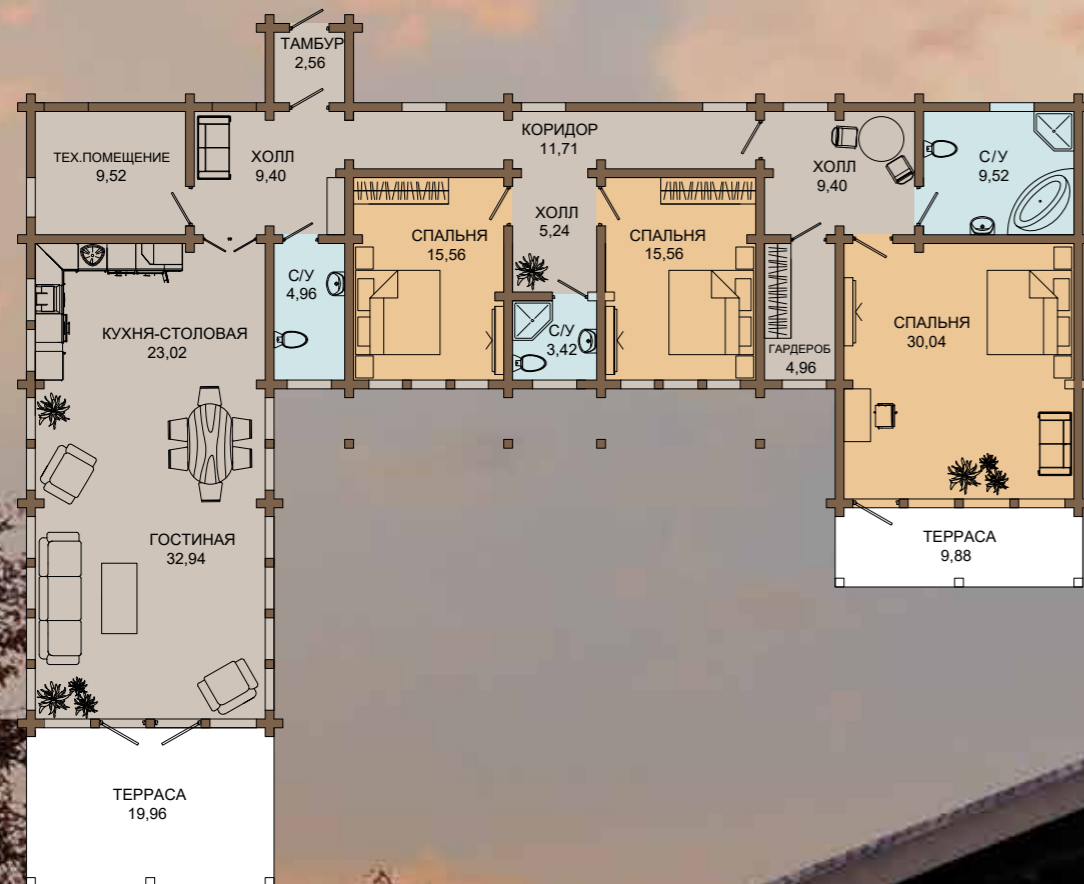 ТАМБУР
2,56
ТЕХ.ПОМЕЩЕНИЕ
9,52
ХОЛЛ
9,40
КОРИДОР
11,71
ХОЛЛ
9,40
С/У
9,52
СПАЛЬНЯ
15,56
ХОЛЛ
5,24
СПАЛЬНЯ
15,56
С/У
4,96
КУХНЯ-СТОЛОВАЯ
23,02
С/У
3,42
ГАРДЕРОБ
4,96
СПАЛЬНЯ
30,04
ГОСТИНАЯ
32,94
ТЕРРАСА
9,88
ТЕРРАСА
19,96